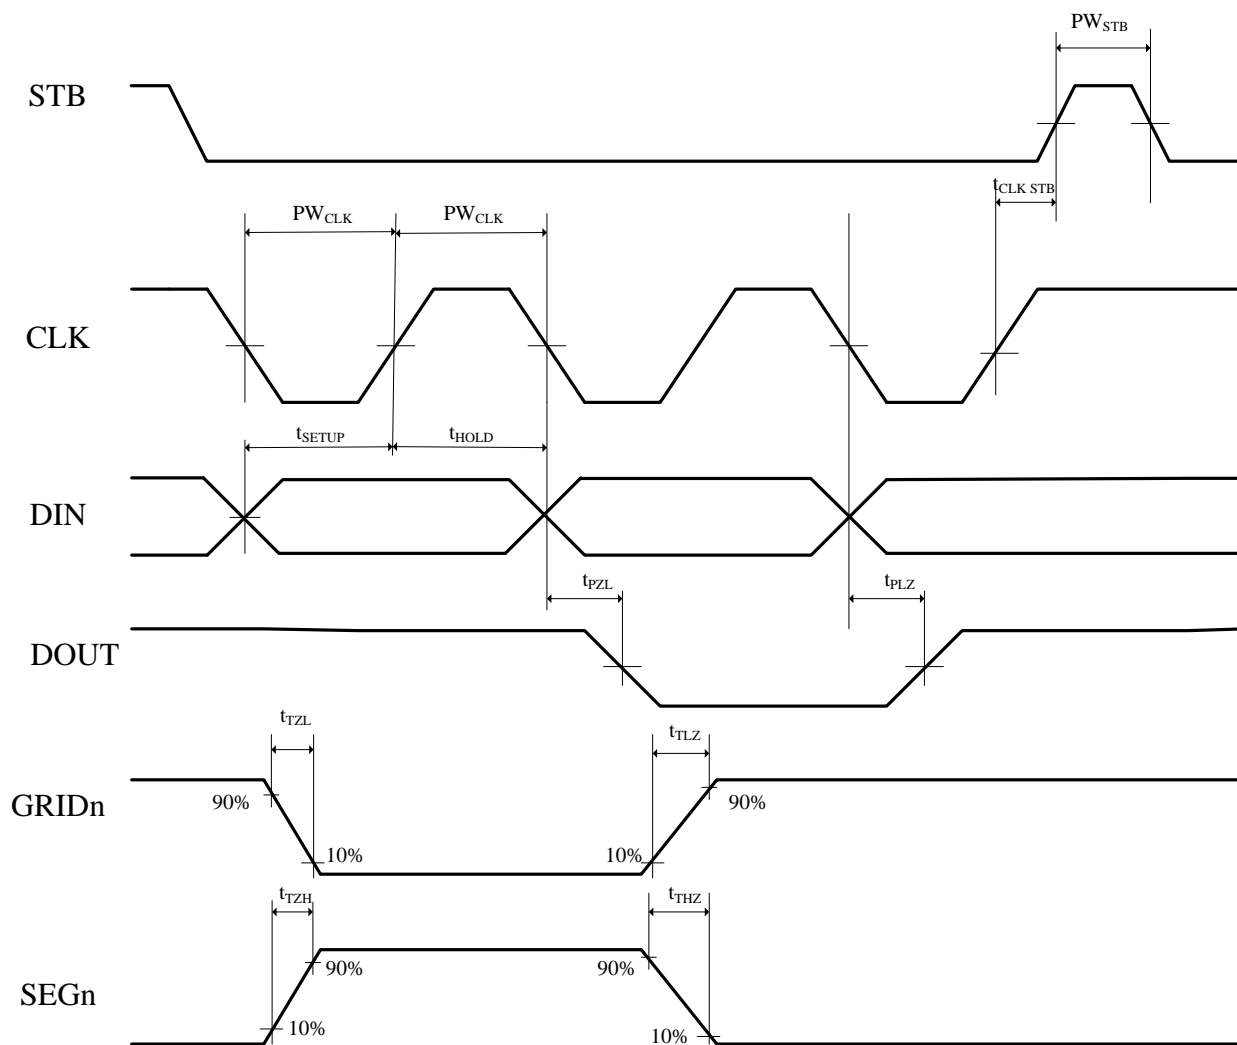 PW_STB
STB
t_CLK STB
PW_CLK PW_CLK
CLK
t_SETUP t_HOLD
DIN
t_PZL t_PLZ
DOUT
t_TZL t_TLZ
90% 90%
GRIDn
10% 10%
t_TZH t_THZ
90% 90%
SEGn
10% 10%